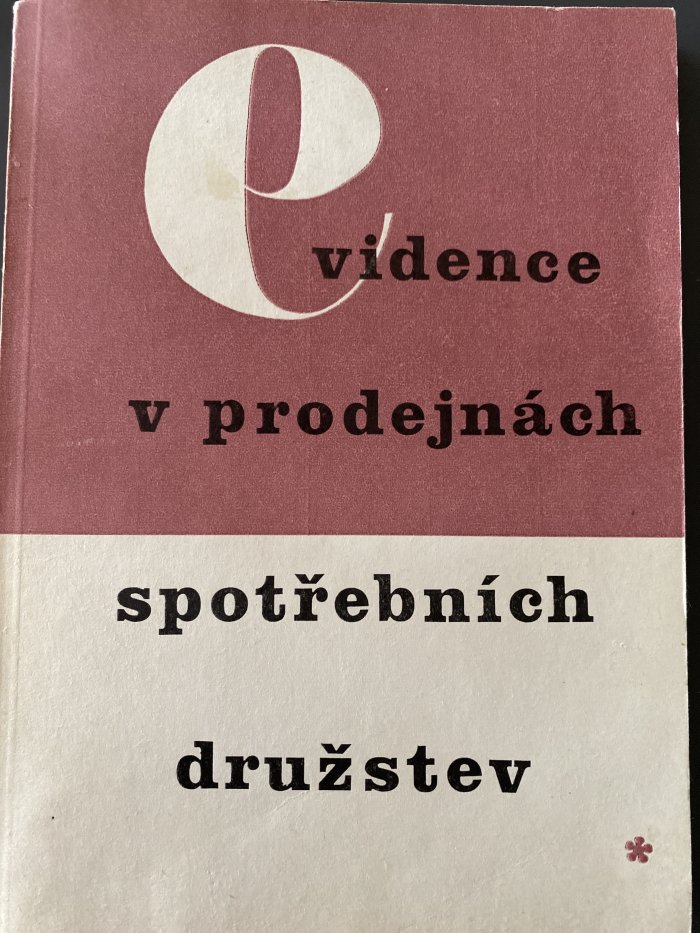 evidence
v prodejnách
spotřebních
družstev
*